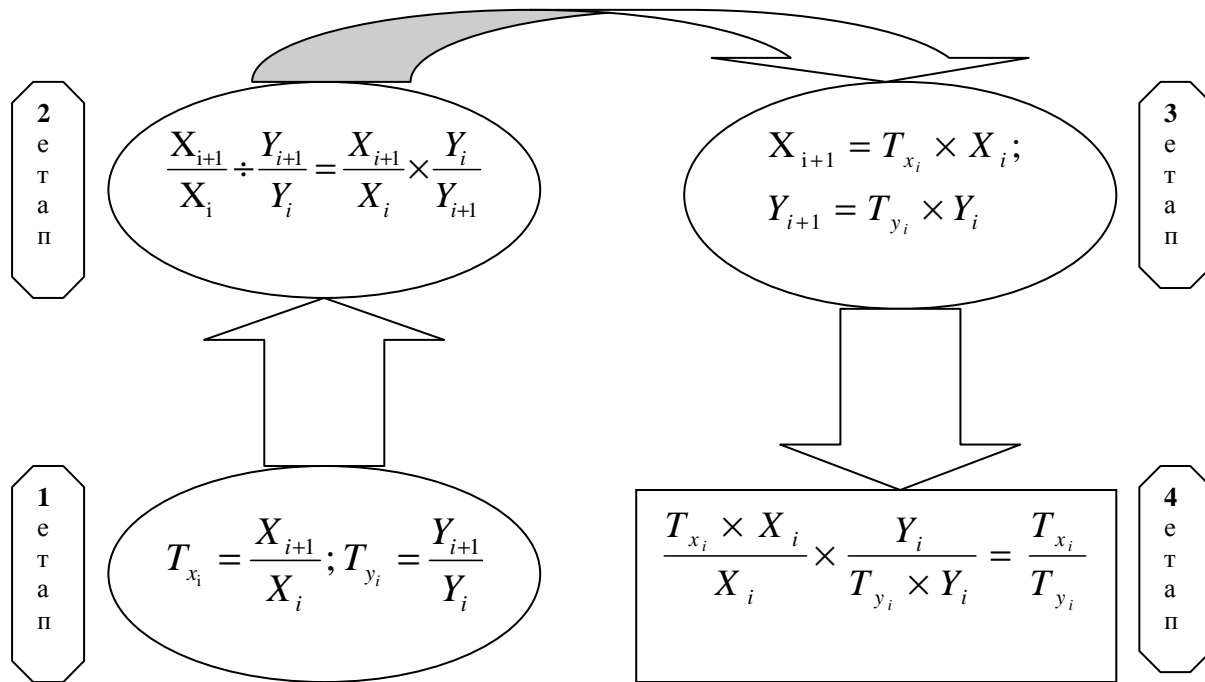 2
е
т
а
п
X_{i+1}/X_i ÷ Y_{i+1}/Y_i = X_{i+1}/X_i × Y_i/Y_{i+1}
X_{i+1} = T_{x_i} × X_i;
Y_{i+1} = T_{y_i} × Y_i
3
е
т
а
п
1
е
т
а
п
T_{x_i} = X_{i+1}/X_i; T_{y_i} = Y_{i+1}/Y_i
(T_{x_i} × X_i)/X_i × Y_i/(T_{y_i} × Y_i) = T_{x_i}/T_{y_i}
4
е
т
а
п